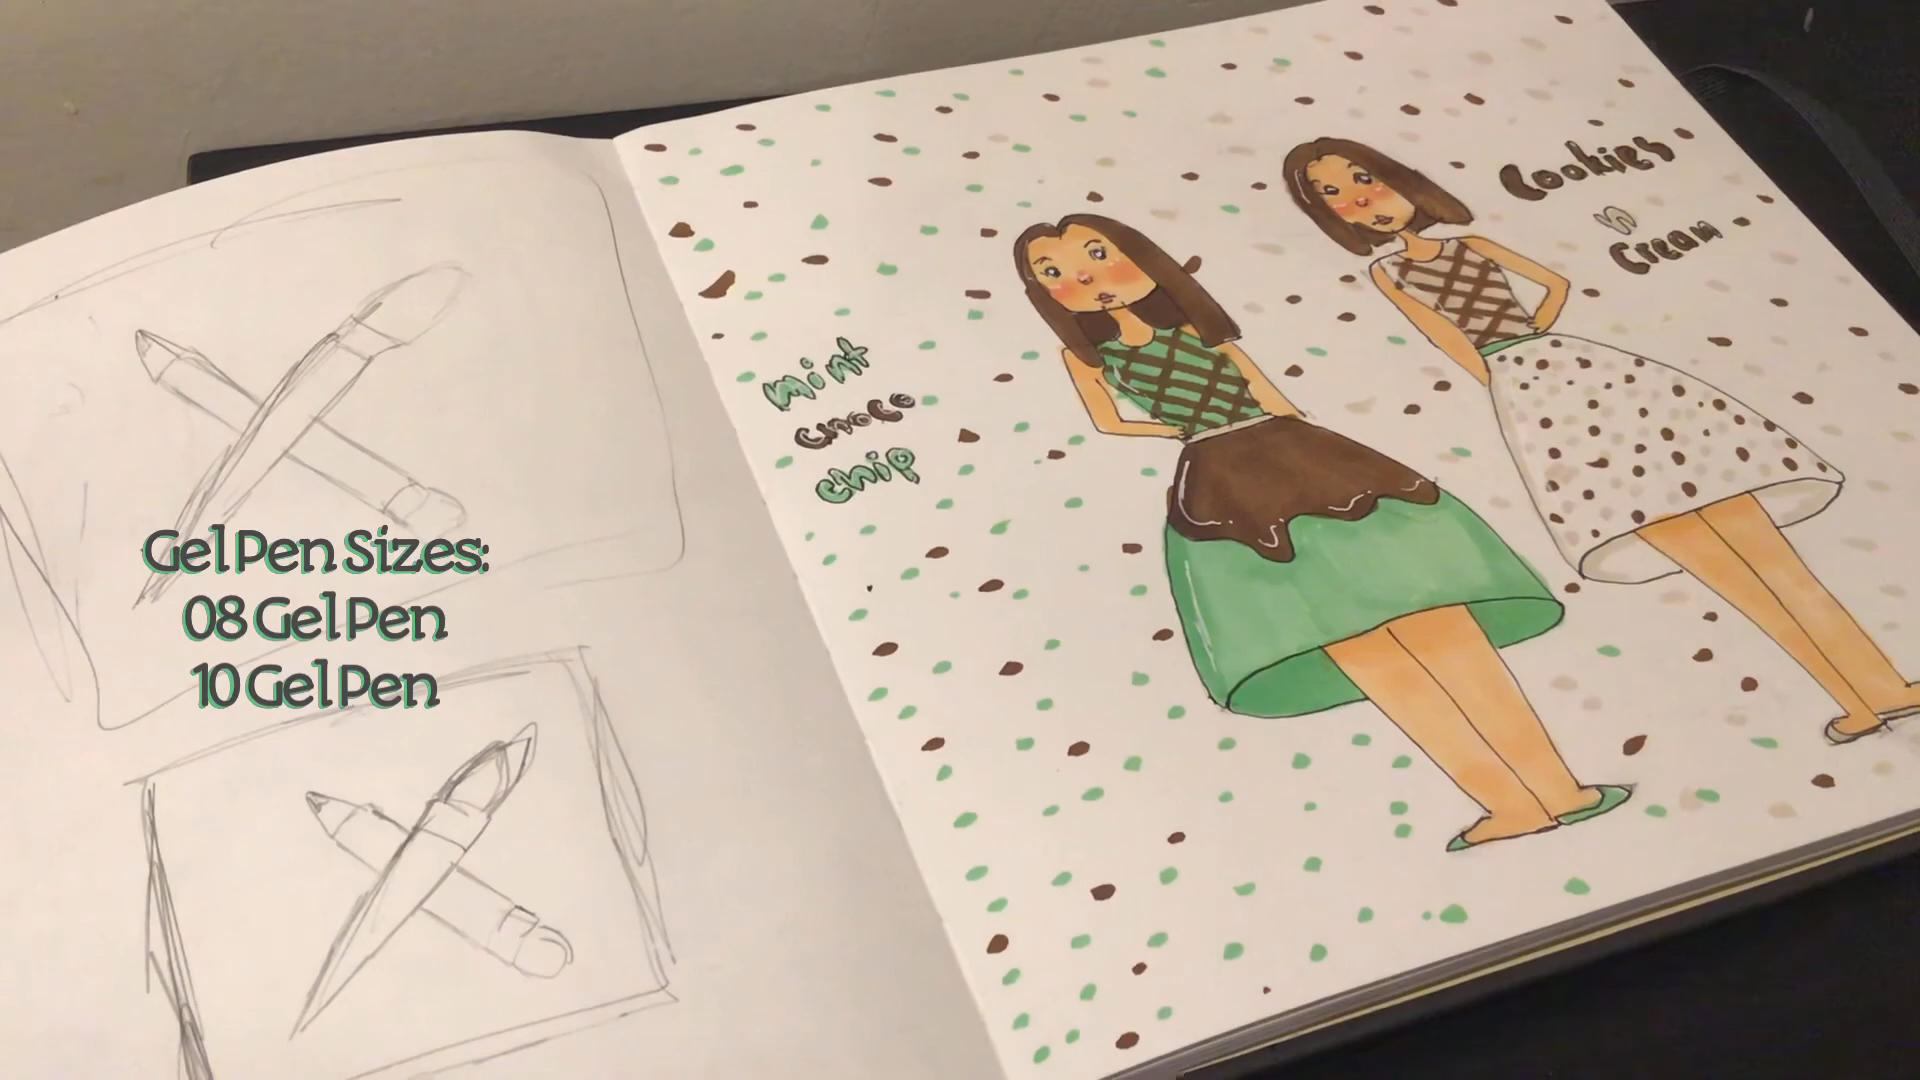 Gel Pen Sizes:
08 Gel Pen
10 Gel Pen
mint
choco
chip
Cookies
n
Cream